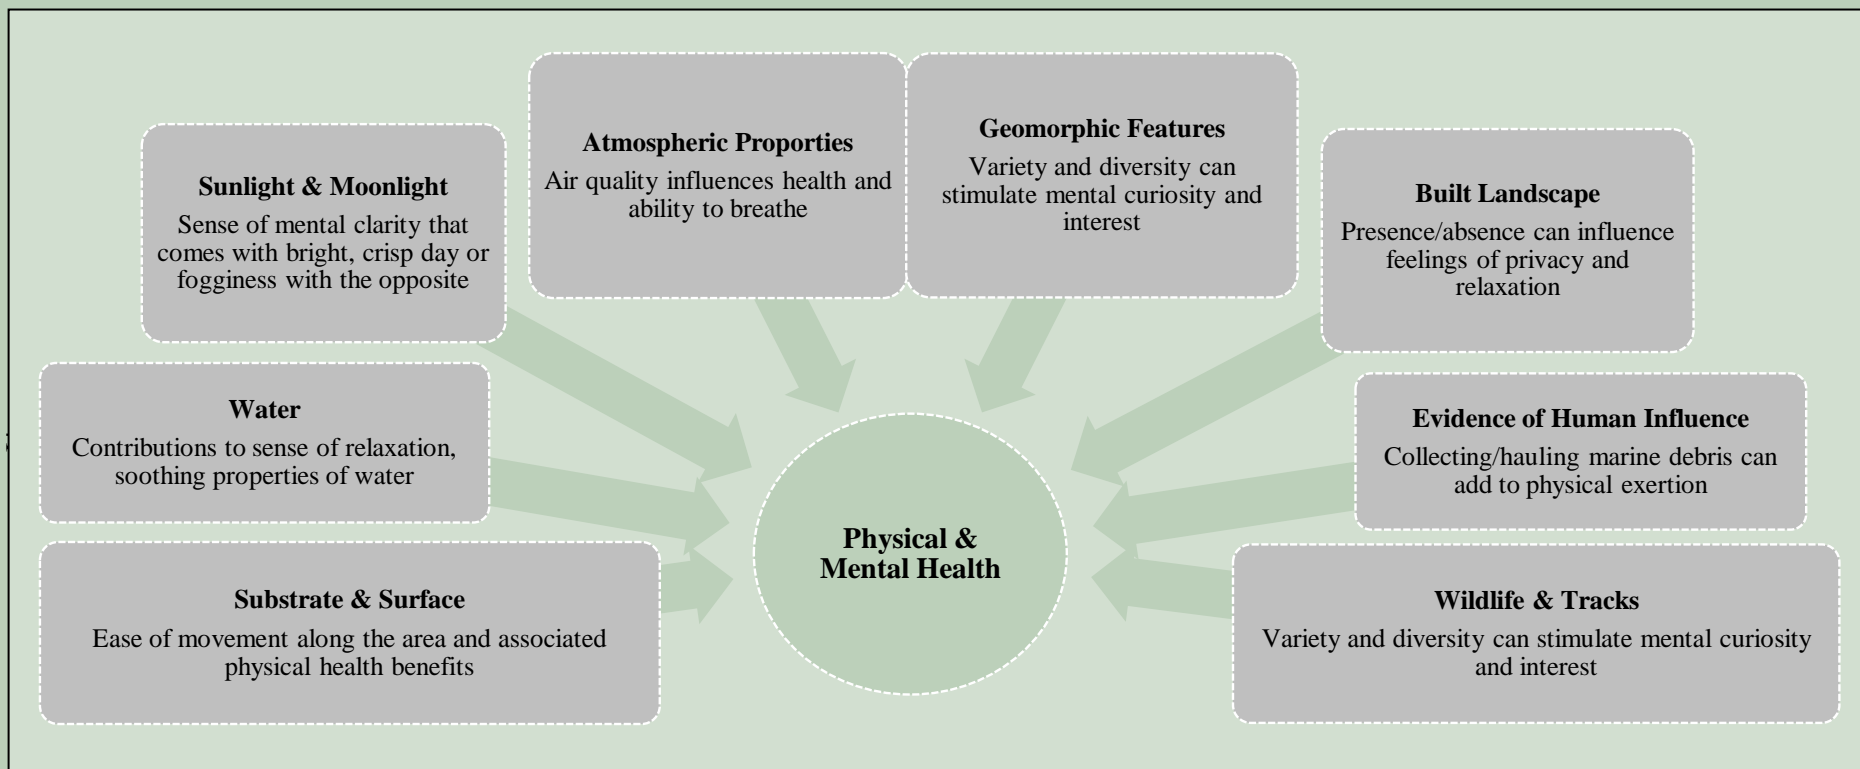 Sunlight & Moonlight
Sense of mental clarity that
comes with bright, crisp day or
fogginess with the opposite
Atmospheric Proporties
Air quality influences health and
ability to breathe
Geomorphic Features
Variety and diversity can
stimulate mental curiosity and
interest
Built Landscape
Presence/absence can influence
feelings of privacy and
relaxation
Water
Contributions to sense of relaxation,
soothing properties of water
Evidence of Human Influence
Collecting/hauling marine debris can
add to physical exertion
Substrate & Surface
Ease of movement along the area and associated
physical health benefits
Physical &
Mental Health
Wildlife & Tracks
Variety and diversity can stimulate mental curiosity
and interest